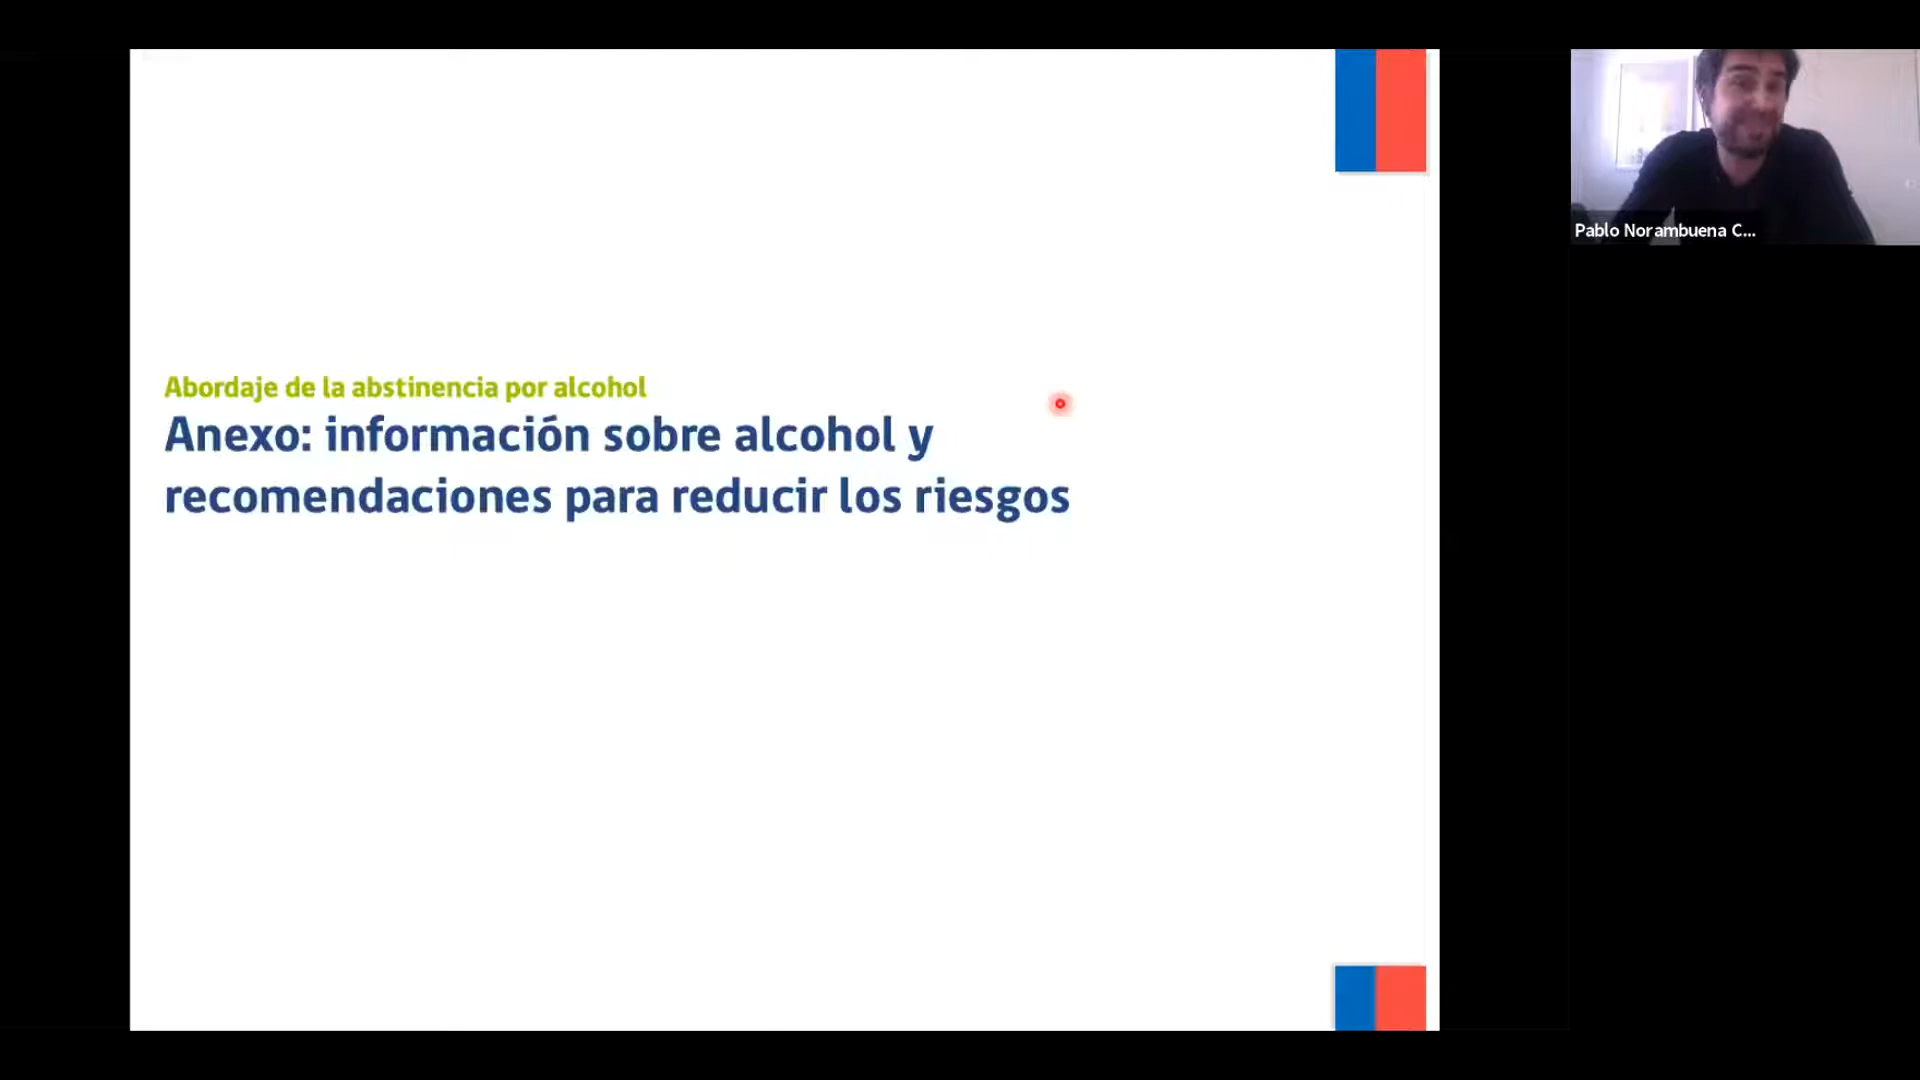 Abordaje de la abstinencia por alcohol
Anexo: información sobre alcohol y
recomendaciones para reducir los riesgos
Pablo Norambuena C...